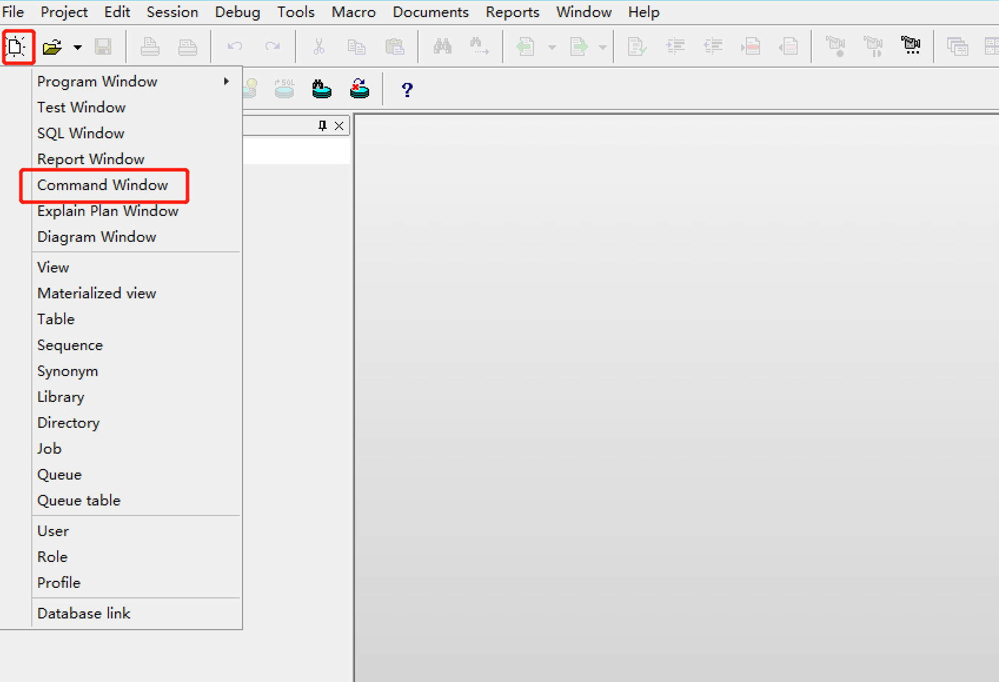 File Project Edit Session Debug Tools Macro Documents Reports Window Help
Program Window
SQL
?
Test Window
SQL Window
Report Window
Command Window
Explain Plan Window
Diagram Window
View
Materialized view
Table
Sequence
Synonym
Library
Directory
Job
Queue
Queue table
User
Role
Profile
Database link